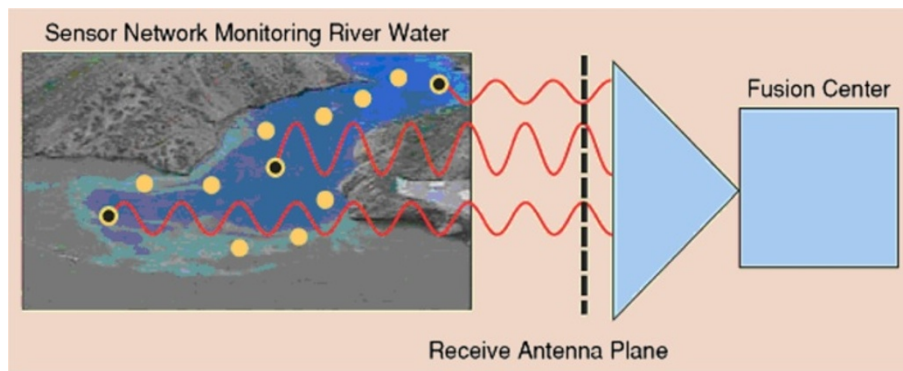 Sensor Network Monitoring River Water
Fusion Center
Receive Antenna Plane